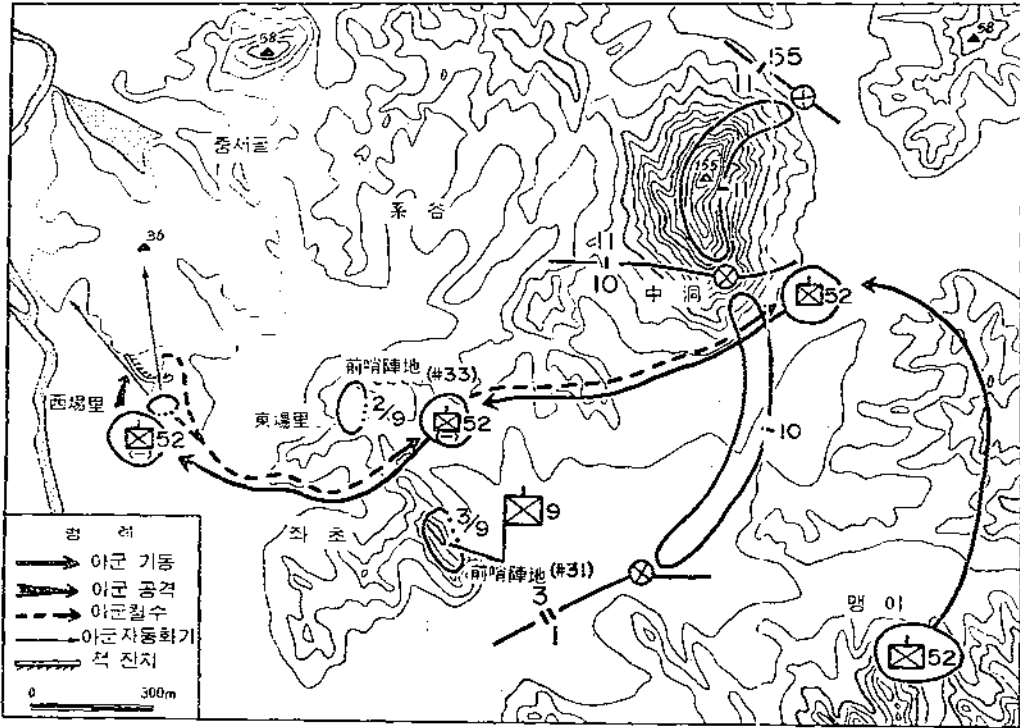 58
58
55
11
중서골
155
11
系谷
36
11
10
中洞
52
前哨陣地 (#33)
西場里
東場里
2/9
52
52
10
좌초
3/9
9
前哨陣地 (#31)
3
1
맹이
52
범례
아군 기동
아군 공격
아군철수
아군자동화기
적 진지
0 300m